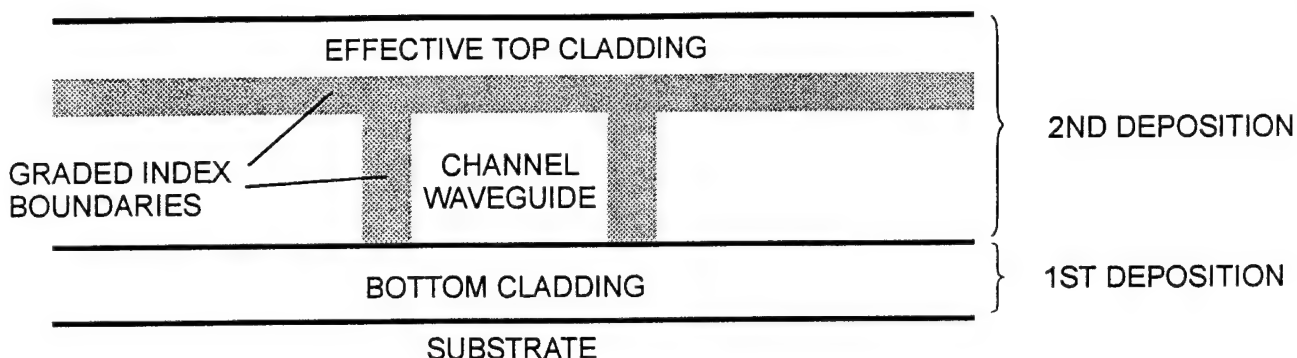 EFFECTIVE TOP CLADDING
2ND DEPOSITION
GRADED INDEX
BOUNDARIES
CHANNEL
WAVEGUIDE
BOTTOM CLADDING
1ST DEPOSITION
SUBSTRATE